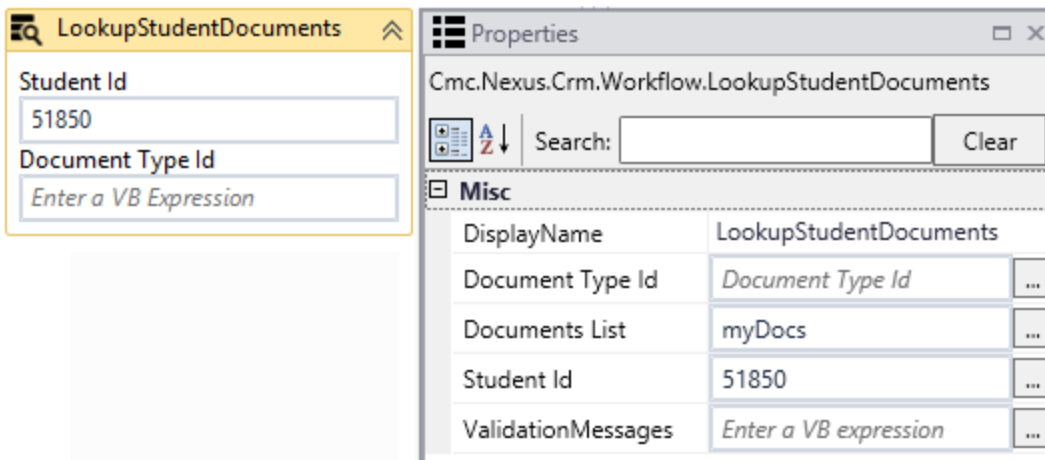 LookupStudentDocuments
Student Id
51850
Document Type Id
Enter a VB Expression
Properties
Cmc.Nexus.Crm.Workflow.LookupStudentDocuments
A
Z
Search:
Clear
Misc
DisplayName LookupStudentDocuments
Document Type Id Document Type Id ...
Documents List myDocs ...
Student Id 51850 ...
ValidationMessages Enter a VB expression ...